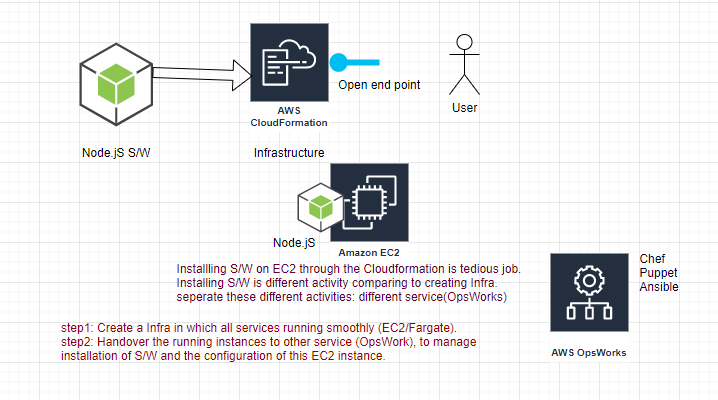 AWS
CloudFormation
Open end point
User
Node.jS S/W
Infrastructure
Node.jS
Amazon EC2
Installing S/W on EC2 through the Cloudformation is tedious job.
Installing S/W is different activity comparing to creating Infra.
seperate these different activities: different service(OpsWorks)
Chef
Puppet
Ansible
AWS OpsWorks
step1: Create a Infra in which all services running smoothly (EC2/Fargate).
step2: Handover the running instances to other service (OpsWork), to manage
installation of S/W and the configuration of this EC2 instance.